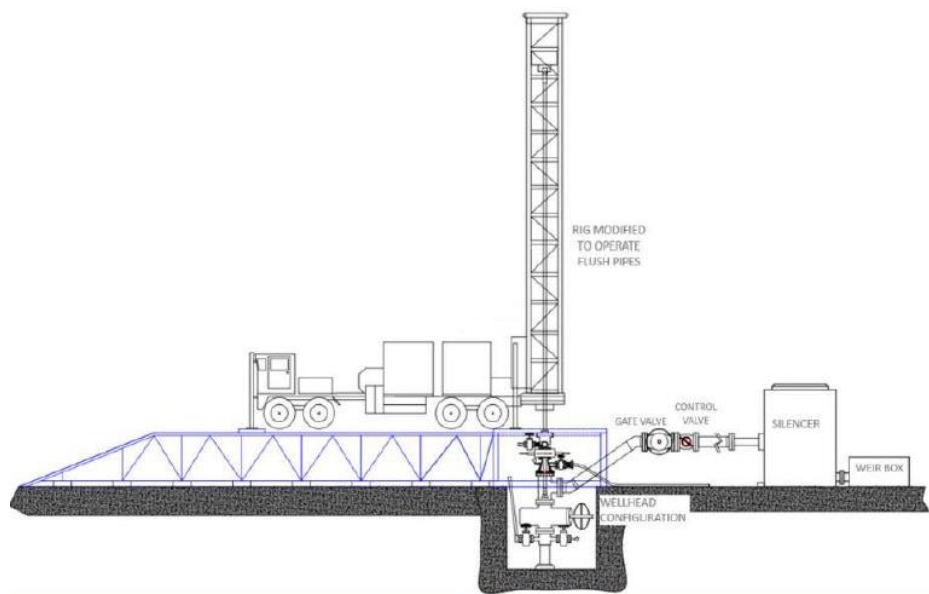 RIG MODIFIED
TO OPERATE
FLUSH PIPES
GATE VALVE
CONTROL
VALVE
SILENCER
WEIR BOX
WELLHEAD
CONFIGURATION